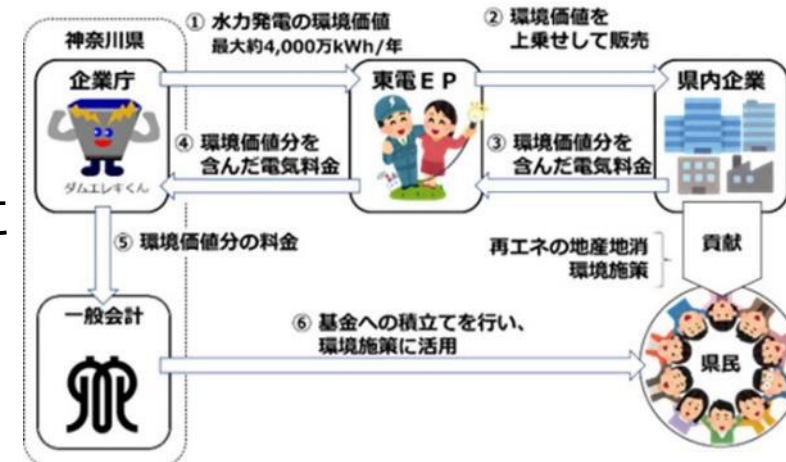 ① 水力発電の環境価値
最大約4,000万kWh/年
② 環境価値を
上乗せして販売
神奈川県
企業庁
東電EP
県内企業
ダムエレキくん
④ 環境価値分を
含んだ電気料金
③ 環境価値分を
含んだ電気料金
に
⑤ 環境価値分の料金
再エネの地産地消
環境施策
貢献
一般会計
⑥ 基金への積立てを行い、
環境施策に活用
県民